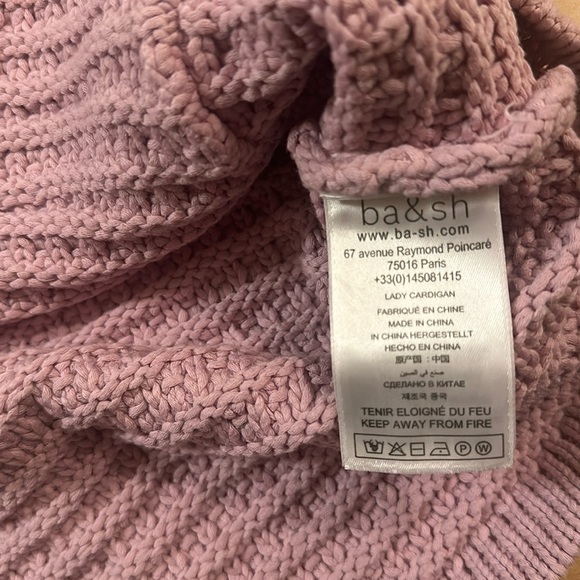 ba&sh
www.ba-sh.com
67 avenue Raymond Poincaré
75016 Paris
+33(0)145081415
LADY CARDIGAN
FABRIQUÉ EN CHINE
MADE IN CHINA
IN CHINA HERGESTELLT
HECHO EN CHINA
原产国 : 中国
صنع في الصين
СДЕЛАНО В КИТАЕ
제조국 중국
TENIR ELOIGNÉ DU FEU
KEEP AWAY FROM FIRE
P W